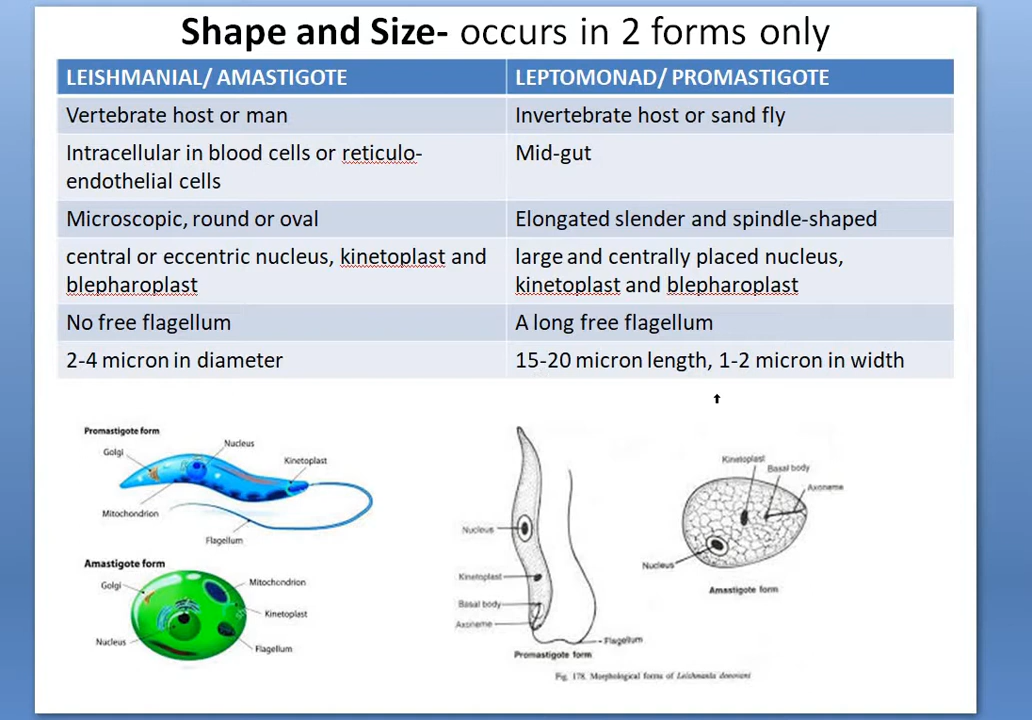 Shape and Size- occurs in 2 forms only
LEISHMANIAL/ AMASTIGOTE
LEPTOMONAD/ PROMASTIGOTE
Vertebrate host or man
Invertebrate host or sand fly
Intracellular in blood cells or reticulo-
endothelial cells
Mid-gut
Microscopic, round or oval
Elongated slender and spindle-shaped
central or eccentric nucleus, kinetoplast and
blepharoplast
large and centrally placed nucleus,
kinetoplast and blepharoplast
No free flagellum
A long free flagellum
2-4 micron in diameter
15-20 micron length, 1-2 micron in width
Promastigote form
Golgi
Nucleus
Kinetoplast
Mitochondrion
Flagellum
Amastigote form
Golgi
Mitochondrion
Kinetoplast
Nucleus
Flagellum
Nucleus
Kinetoplast
Basal body
Axoneme
Flagellum
Promastigote form
Kinetoplast
Basal body
Axoneme
Nucleus
Amastigote form
Fig. 178. Morphological forms of Leishmania donovani